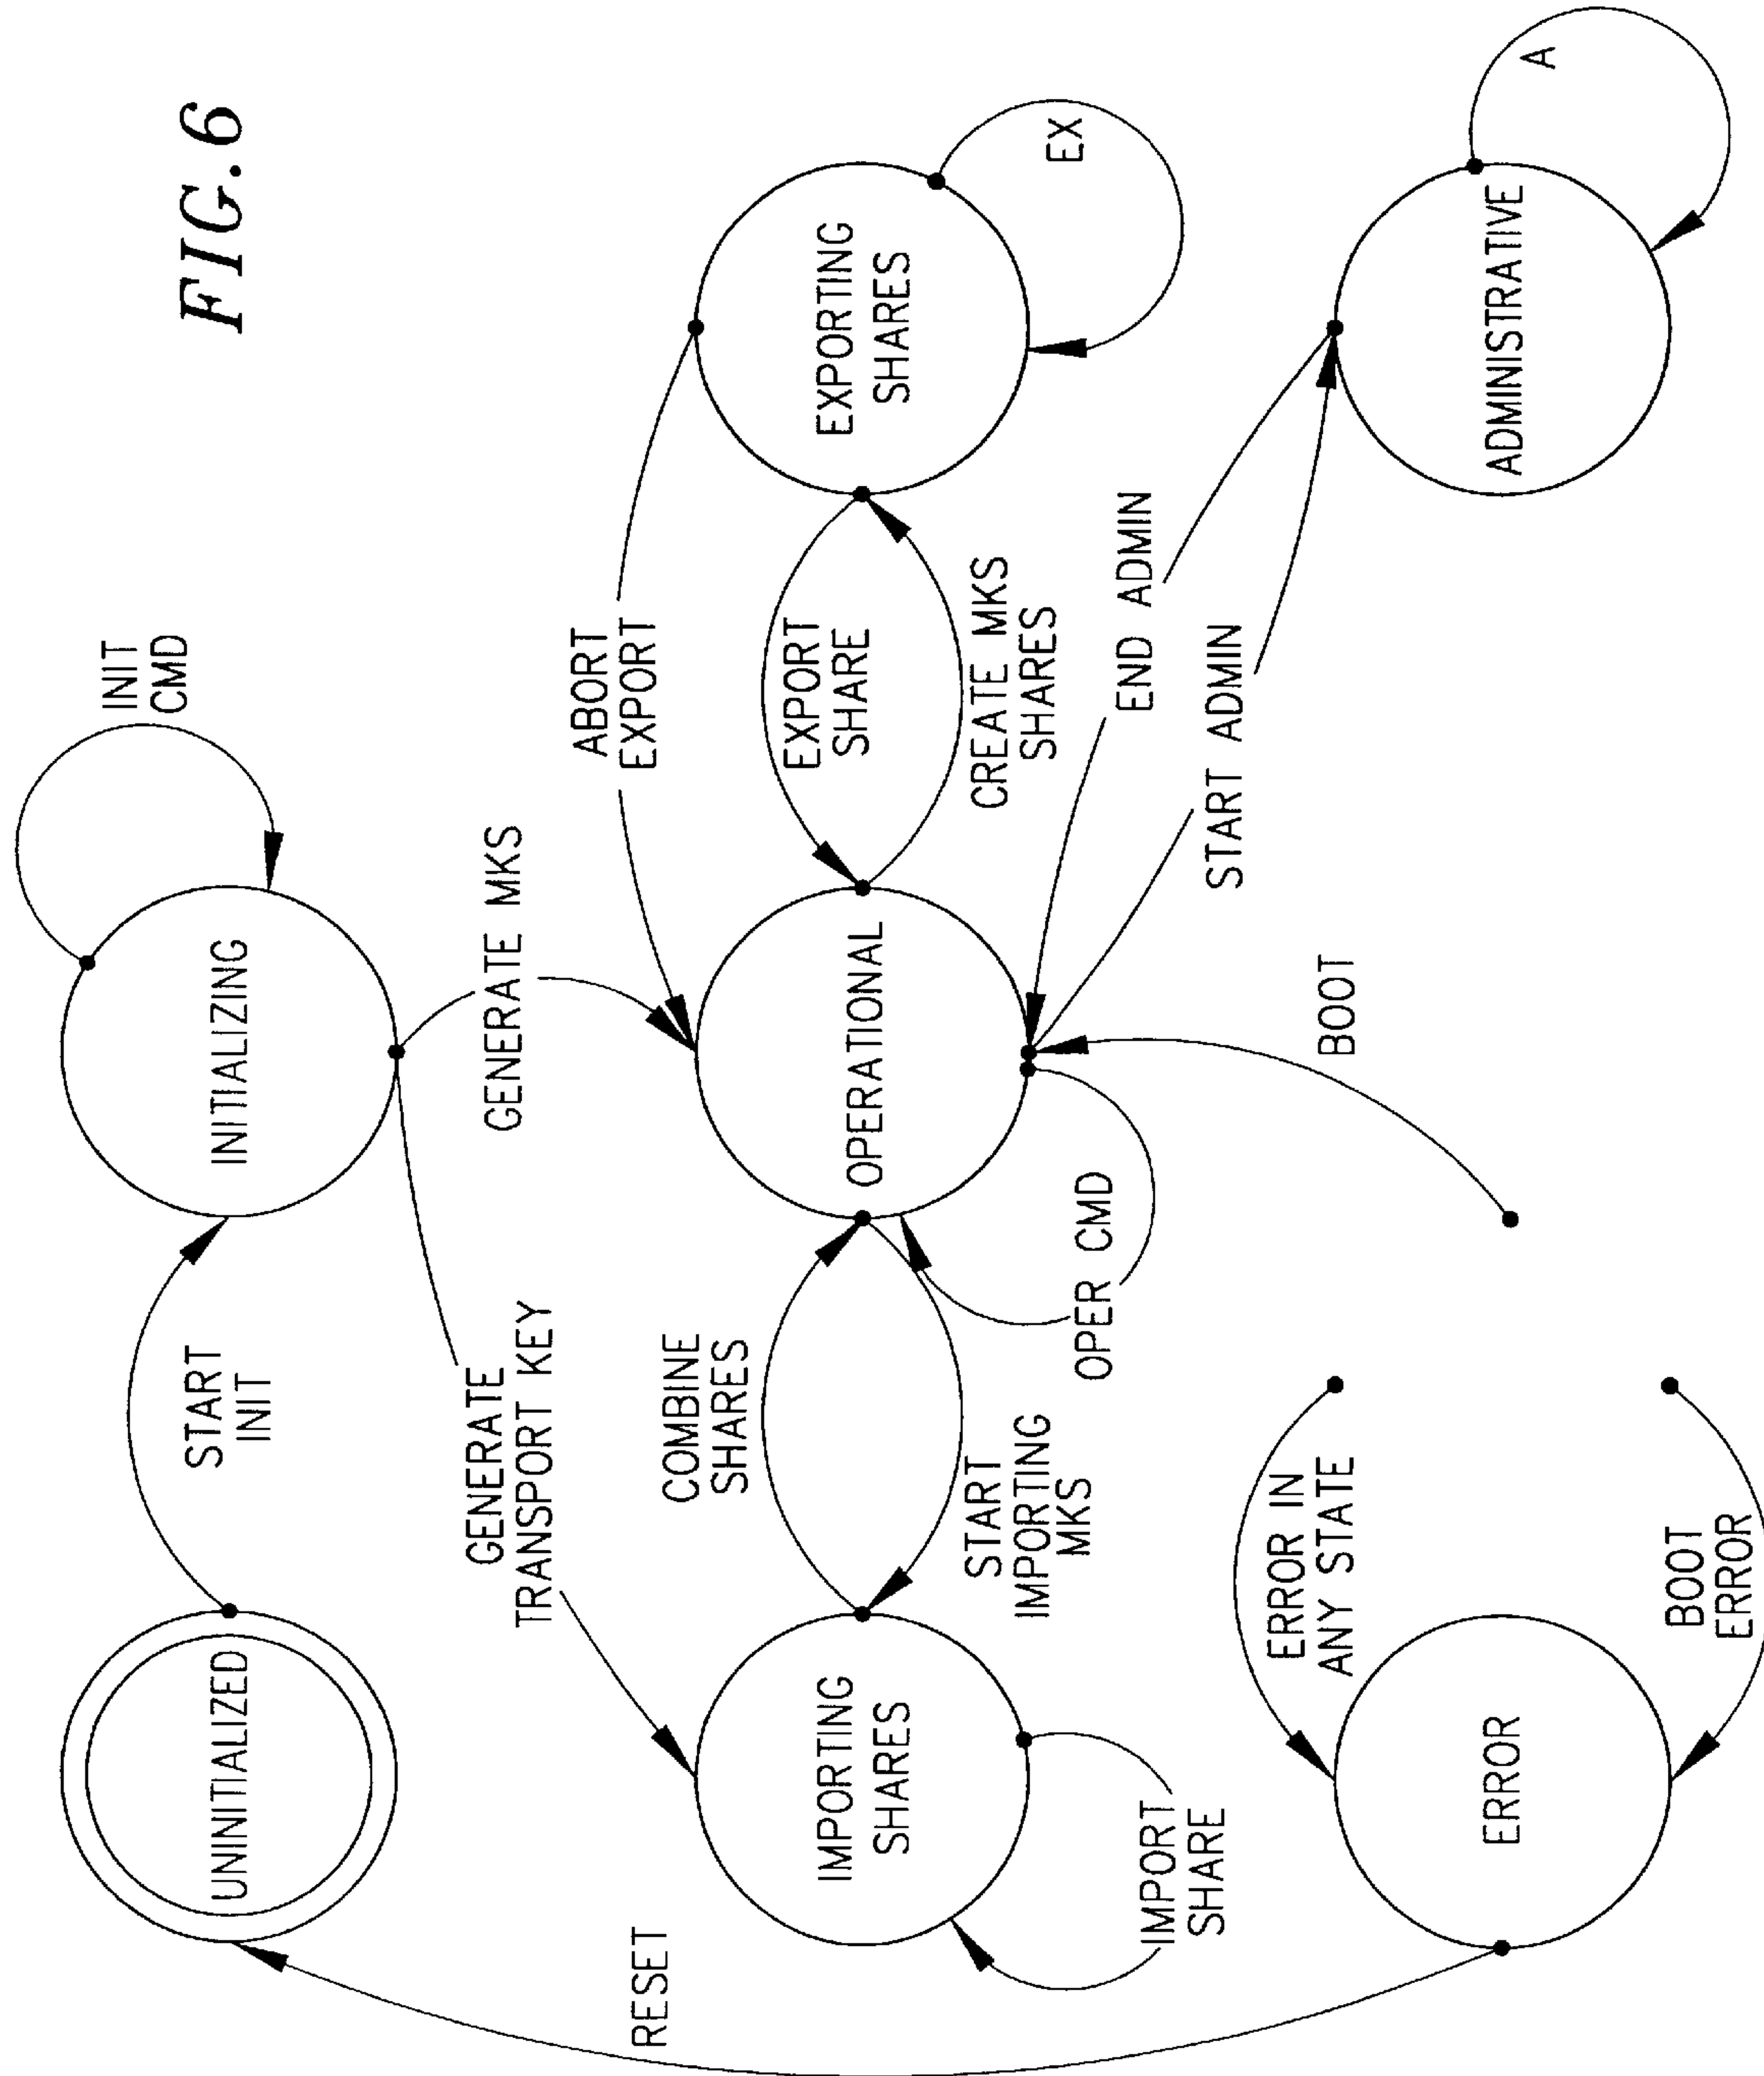 FIG.6
UNINITIALIZED
START
INIT
INITIALIZING
INIT
CMD
RESET
GENERATE
TRANSPORT KEY
GENERATE MKS
ABORT
EXPORT
IMPORTING
SHARES
COMBINE
SHARES
START
IMPORTING
MKS
OPERATIONAL
EXPORT
SHARE
CREATE MKS
SHARES
EXPORTING
SHARES
EX
IMPORT
SHARE
OPER CMD
END ADMIN
START ADMIN
ERROR
ERROR IN
ANY STATE
BOOT
ERROR
BOOT
ADMINISTRATIVE
A